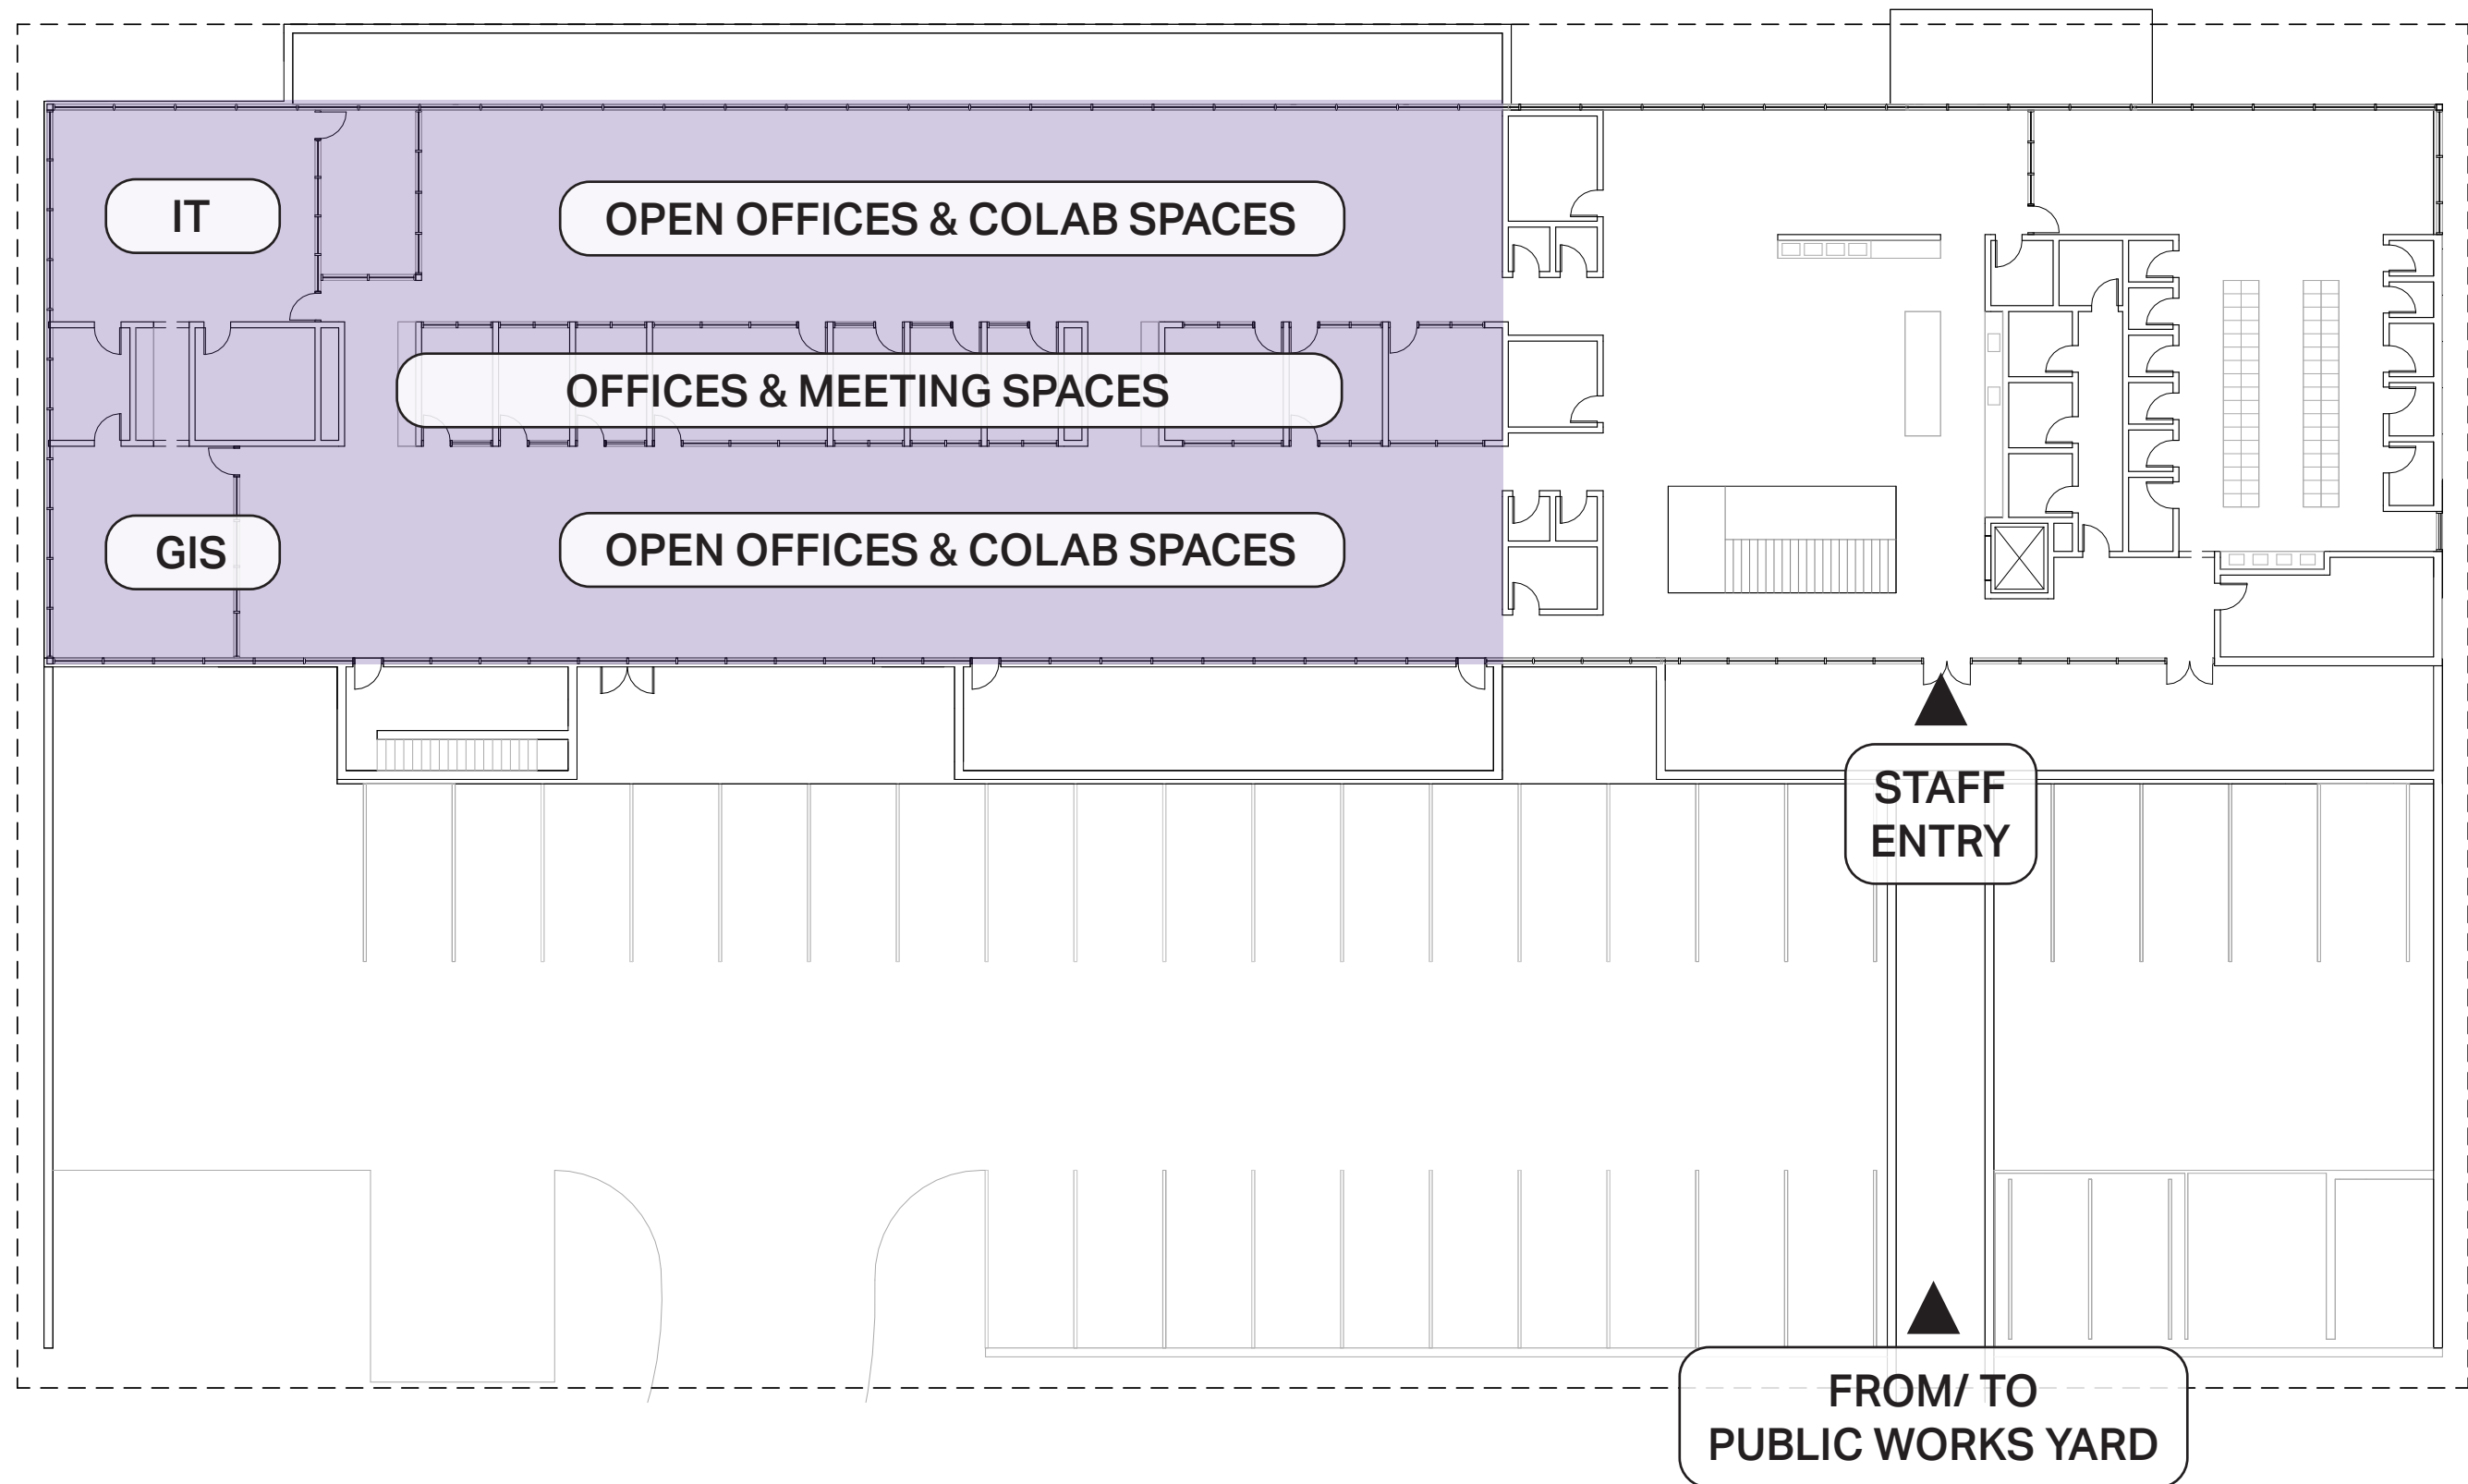 IT
OPEN OFFICES & COLAB SPACES
OFFICES & MEETING SPACES
GIS
OPEN OFFICES & COLAB SPACES
STAFF
ENTRY
FROM/ TO
PUBLIC WORKS YARD